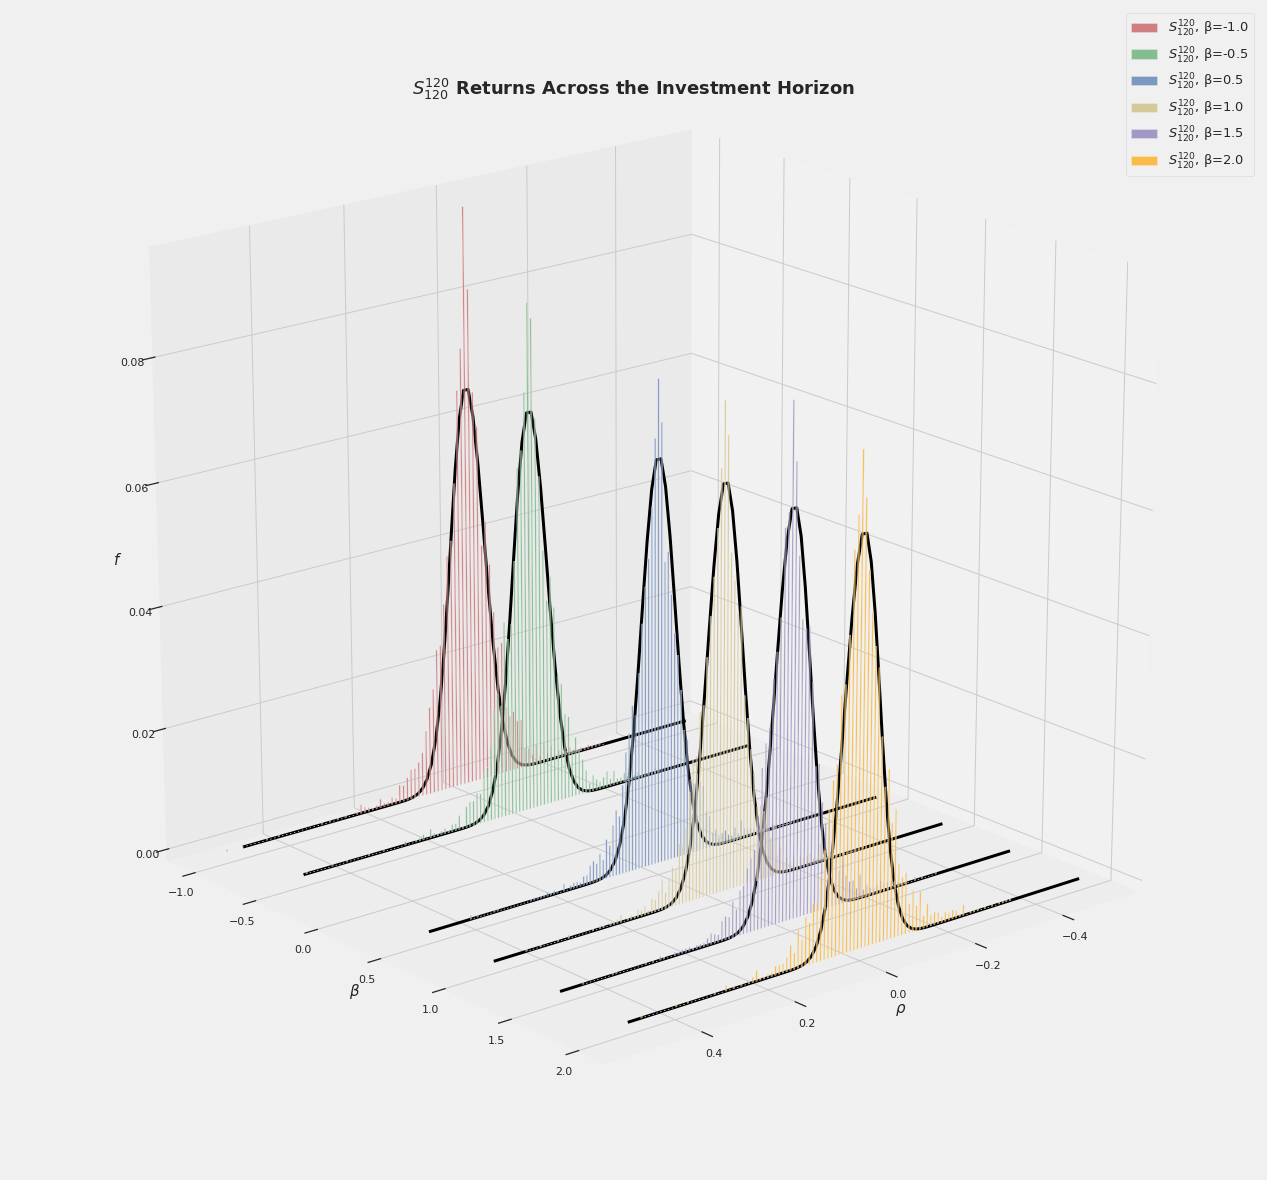 S^{120}_{120}, β=-1.0
S^{120}_{120}, β=-0.5
S^{120}_{120}, β=0.5
S^{120}_{120}, β=1.0
S^{120}_{120}, β=1.5
S^{120}_{120}, β=2.0
S^{120}_{120} Returns Across the Investment Horizon
0.08
0.06
f
0.04
0.02
0.00
−1.0
−0.5
0.0
0.5
1.0
1.5
2.0
β
0.4
0.2
0.0
−0.2
−0.4
ρ